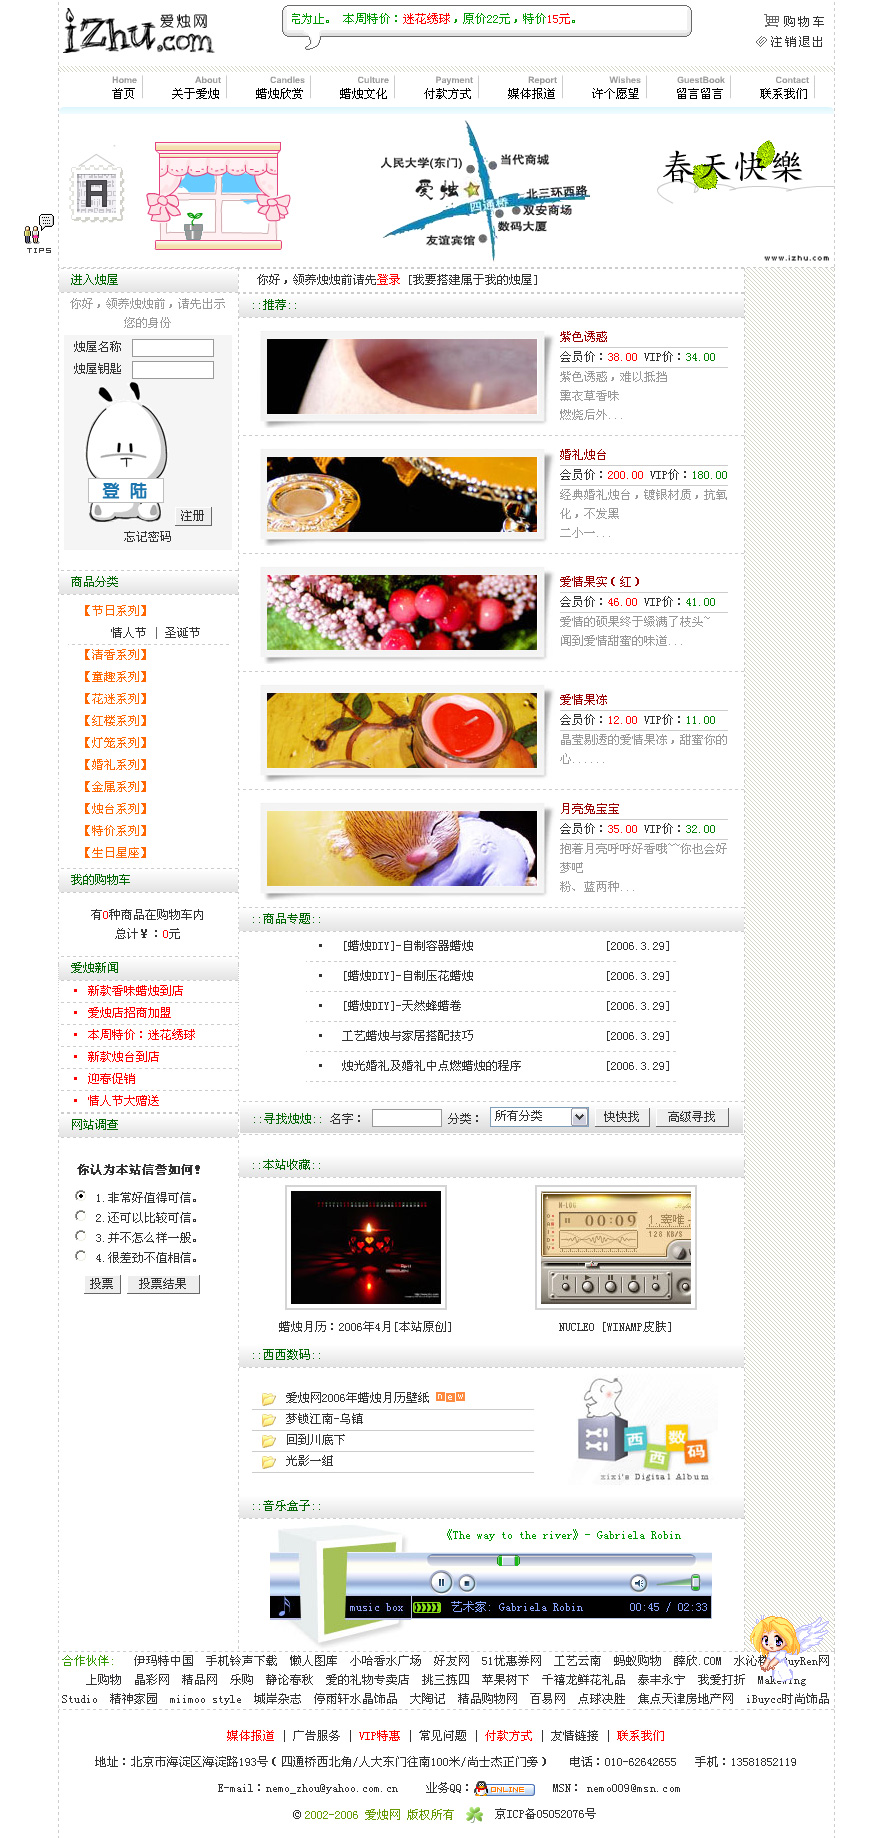 iZhu.com 爱烛网
完为止。 本周特价：迷花绣球，原价22元，特价15元。
购物车
注销退出
Home About Candles Culture Payment Report Wishes GuestBook Contact
首页 关于爱烛 蜡烛欣赏 蜡烛文化 付款方式 媒体报道 许个愿望 留言留言 联系我们
人民大学(东门) 当代商城
爱烛 北三环西路
四通桥 双安商场
数码大厦
友谊宾馆
春天快樂
TIPS
www.izhu.com
进入烛屋
你好，领养烛烛前，请先出示
您的身份
烛屋名称
烛屋钥匙
登陆
注册
忘记密码
商品分类
【节日系列】
情人节 | 圣诞节
【清香系列】
【童趣系列】
【花迷系列】
【红楼系列】
【灯笼系列】
【婚礼系列】
【金属系列】
【烛台系列】
【特价系列】
【生日星座】
我的购物车
有0种商品在购物车内
总计￥：0元
爱烛新闻
新款香味蜡烛到店
爱烛店招商加盟
本周特价：迷花绣球
新款烛台到店
迎春促销
情人节大赠送
网站调查
你认为本站信誉如何?
1.非常好值得可信。
2.还可以比较可信。
3.并不怎么样一般。
4.很差劲不值相信。
投票 投票结果
你好，领养烛烛前请先登录 [我要搭建属于我的烛屋]
::推荐::
紫色诱惑
会员价：38.00 VIP价：34.00
紫色诱惑，难以抵挡
熏衣草香味
燃烧后外...
婚礼烛台
会员价：200.00 VIP价：180.00
经典婚礼烛台，镀银材质，抗氧
化，不发黑
二小一...
爱情果实（红）
会员价：46.00 VIP价：41.00
爱情的硕果终于缀满了枝头~
闻到爱情甜蜜的味道...
爱情果冻
会员价：12.00 VIP价：11.00
晶莹剔透的爱情果冻，甜蜜你的
心......
月亮兔宝宝
会员价：35.00 VIP价：32.00
抱着月亮呼呼好香哦~~你也会好
梦吧
粉、蓝两种...
::商品专题::
[蜡烛DIY]-自制容器蜡烛 [2006.3.29]
[蜡烛DIY]-自制压花蜡烛 [2006.3.29]
[蜡烛DIY]-天然蜂蜡卷 [2006.3.29]
工艺蜡烛与家居搭配技巧 [2006.3.29]
烛光婚礼及婚礼中点燃蜡烛的程序 [2006.3.29]
::寻找烛烛:: 名字： 分类： 所有分类 快快找 高级寻找
::本站收藏::
00:09
128 KB/S
蜡烛月历：2006年4月[本站原创] NUCLEO [WINAMP皮肤]
::西西数码::
爱烛网2006年蜡烛月历壁纸 new
梦锁江南-乌镇
回到川底下
光影一组
西西数码
xixi's Digisal Album
::音乐盒子::
《The way to the river》- Gabriela Robin
music box 艺术家: Gabriela Robin 00:45 / 02:33
合作伙伴: 伊玛特中国 手机铃声下载 懒人图库 小哈香水广场 好友网 51优惠券网 工艺云南 蚂蚁购物 薛欣.COM 水沁 uyRen网
上购物 晶彩网 精品网 乐购 静论春秋 爱的礼物专卖店 挑三拣四 苹果树下 千禧龙鲜花礼品 泰丰永宁 我爱打折 Makewing
Studio 精神家园 miimoo style 城岸杂志 停雨轩水晶饰品 大陶记 精品购物网 百易网 点球决胜 焦点天津房地产网 iBuycc时尚饰品
媒体报道 | 广告服务 | VIP特惠 | 常见问题 | 付款方式 | 友情链接 | 联系我们
地址：北京市海淀区海淀路193号（四通桥西北角/人大东门往南100米/尚士杰正门旁） 电话：010-62642655 手机：13581852119
E-mail：nemo_zhou@yahoo.com.cn 业务QQ： ONLINE MSN： nemo009@msn.com
© 2002-2006 爱烛网 版权所有 京ICP备05052076号